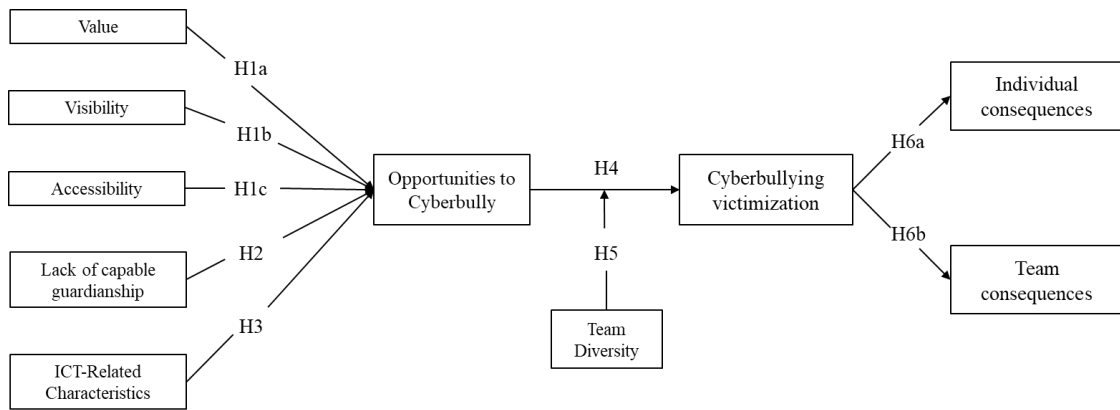 Value
H1a
Visibility
H1b
Accessibility
H1c
Lack of capable
guardianship
H2
ICT-Related
Characteristics
H3
Opportunities to
Cyberbully
H4
H5
Team
Diversity
Cyberbullying
victimization
H6a
Individual
consequences
H6b
Team
consequences